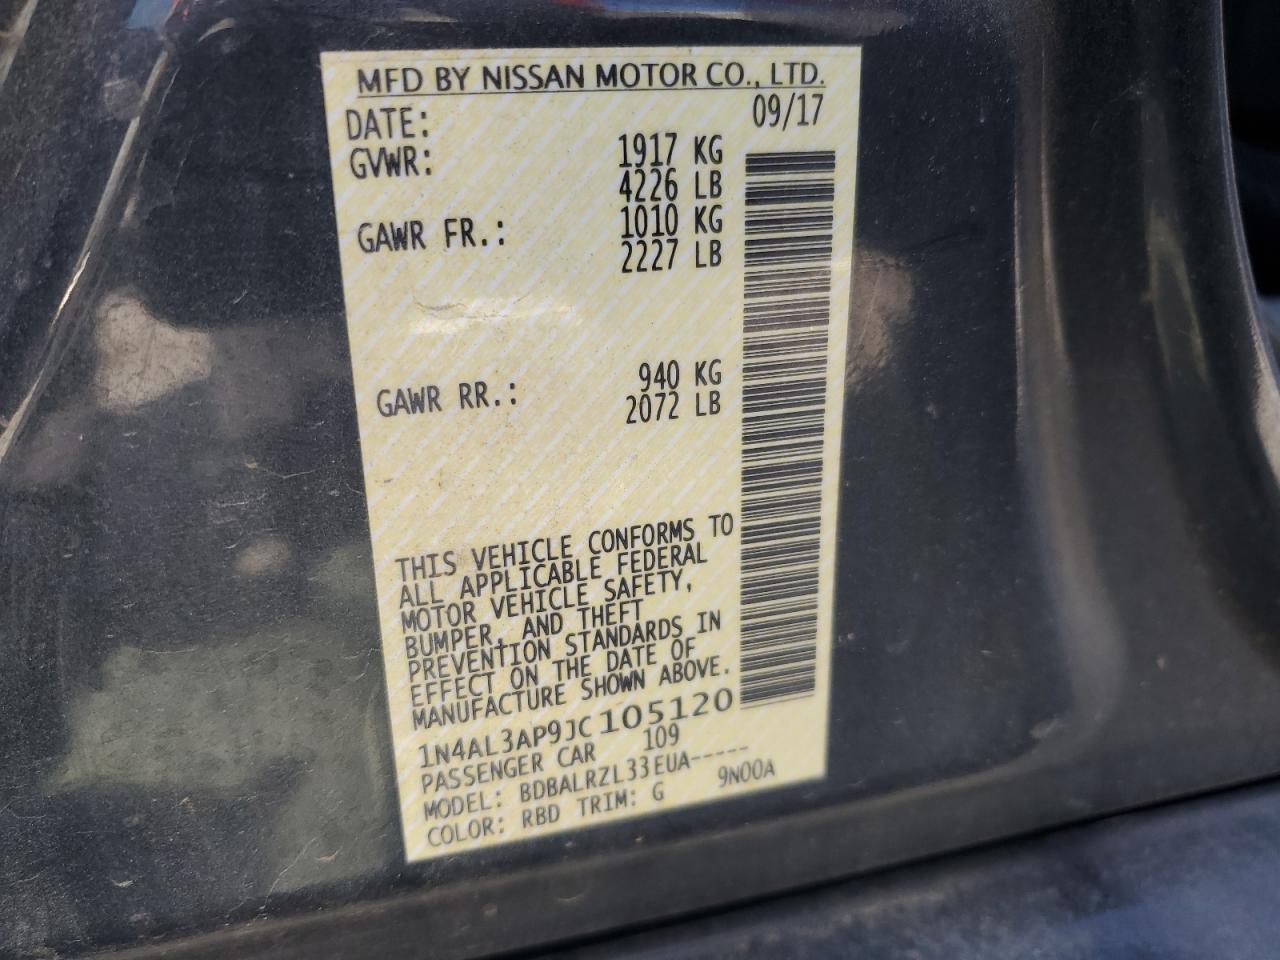 MFD BY NISSAN MOTOR CO., LTD.
DATE: 09/17
GVWR: 1917 KG
4226 LB
GAWR FR.: 1010 KG
2227 LB
GAWR RR.: 940 KG
2072 LB
THIS VEHICLE CONFORMS TO
ALL APPLICABLE FEDERAL
MOTOR VEHICLE SAFETY,
BUMPER, AND THEFT
PREVENTION STANDARDS IN
EFFECT ON THE DATE OF
MANUFACTURE SHOWN ABOVE.
1N4AL3AP9JC105120
PASSENGER CAR 109
MODEL: BDBALRZL33EUA-----
COLOR: RBD TRIM: G 9N00A